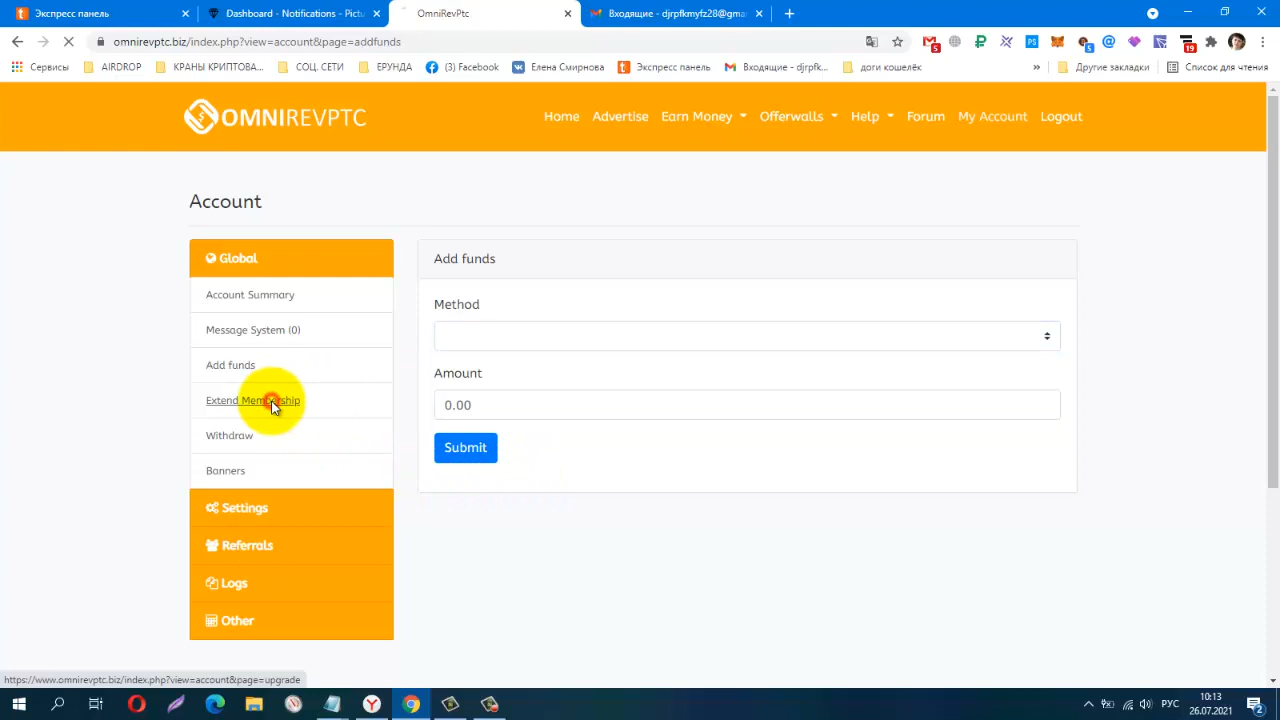 Экспресс панель
Dashboard - Notifications - Pictu
OmniRevPtc
Входящие - djrpfkmyfz28@gma
omnirevptc.biz/index.php?view=account&page=addfunds
5
5
19
Сервисы
AIRDROP
КРАНЫ КРИПТОВА...
СОЦ. СЕТИ
ЕРУНДА
(3) Facebook
Елена Смирнова
Экспресс панель
Входящие - djrpfk...
доги кошелёк
»
Другие закладки
Список для чтения
OMNIREVPTC
Home
Advertise
Earn Money
Offerwalls
Help
Forum
My Account
Logout
Account
Global
Account Summary
Message System (0)
Add funds
Extend Membership
Withdraw
Banners
Settings
Referrals
Logs
Other
Add funds
Method
Amount
0.00
Submit
https://www.omnirevptc.biz/index.php?view=account&page=upgrade
РУС
10:13
26.07.2021
2